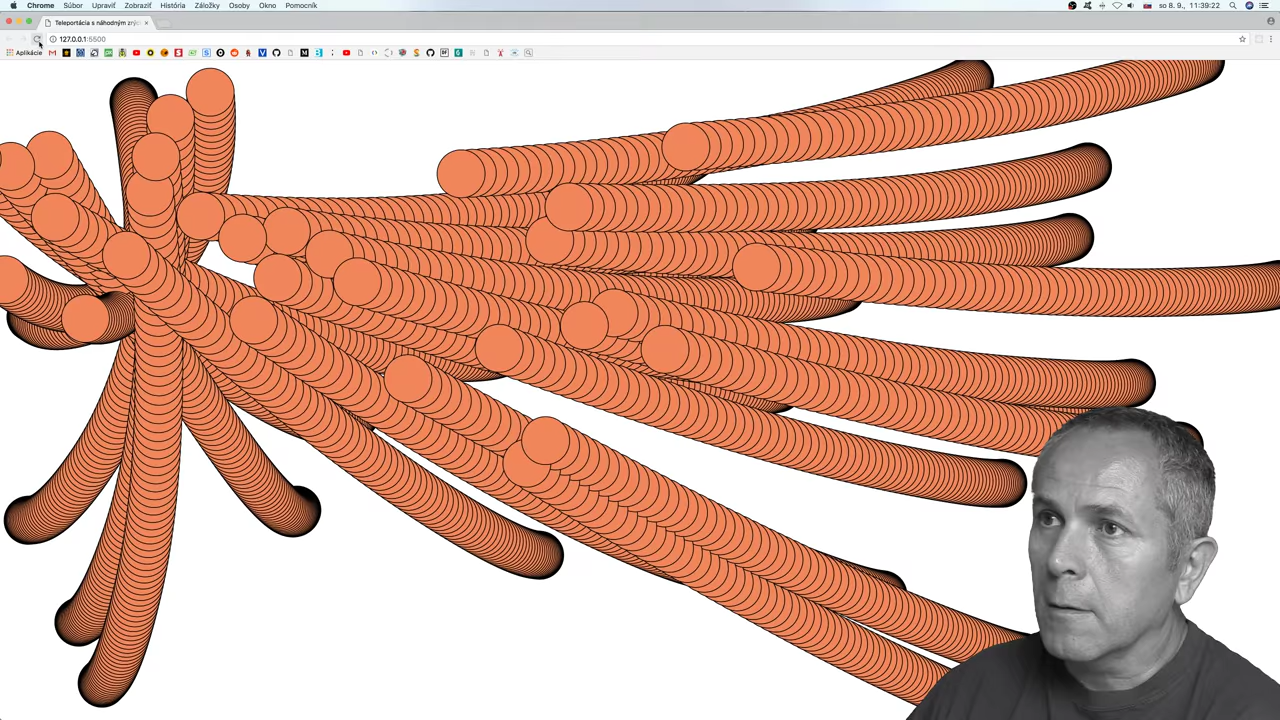 Chrome Súbor Upraviť Zobraziť História Záložky Osoby Okno Pomocník so 8. 9., 11:39:22
Teleportácia s náhodným zrých
127.0.0.1:5500
Aplikácie